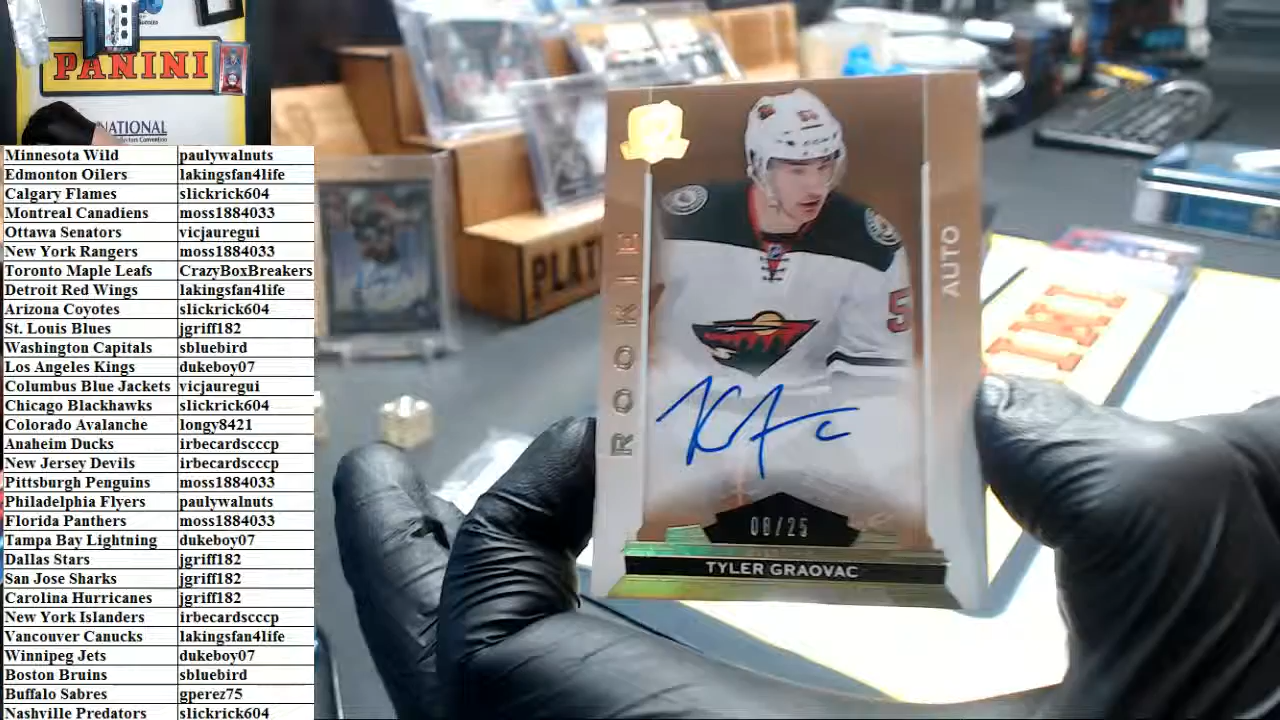 PANINI
NATIONAL
Minnesota Wild paulywalnuts
Edmonton Oilers lakingsfan4life
Calgary Flames slickrick604
Montreal Canadiens moss1884033
Ottawa Senators vicjauregui
New York Rangers moss1884033
Toronto Maple Leafs CrazyBoxBreakers
Detroit Red Wings lakingsfan4life
Arizona Coyotes slickrick604
St. Louis Blues jgriff182
Washington Capitals sbluebird
Los Angeles Kings dukeboy07
Columbus Blue Jackets vicjauregui
Chicago Blackhawks slickrick604
Colorado Avalanche longy8421
Anaheim Ducks irbecardscccp
New Jersey Devils irbecardscccp
Pittsburgh Penguins moss1884033
Philadelphia Flyers paulywalnuts
Florida Panthers moss1884033
Tampa Bay Lightning dukeboy07
Dallas Stars jgriff182
San Jose Sharks jgriff182
Carolina Hurricanes jgriff182
New York Islanders irbecardscccp
Vancouver Canucks lakingsfan4life
Winnipeg Jets dukeboy07
Boston Bruins sbluebird
Buffalo Sabres gperez75
Nashville Predators slickrick604
PLAT
ROOKIE
AUTO
5
08/25
TYLER GRAOVAC